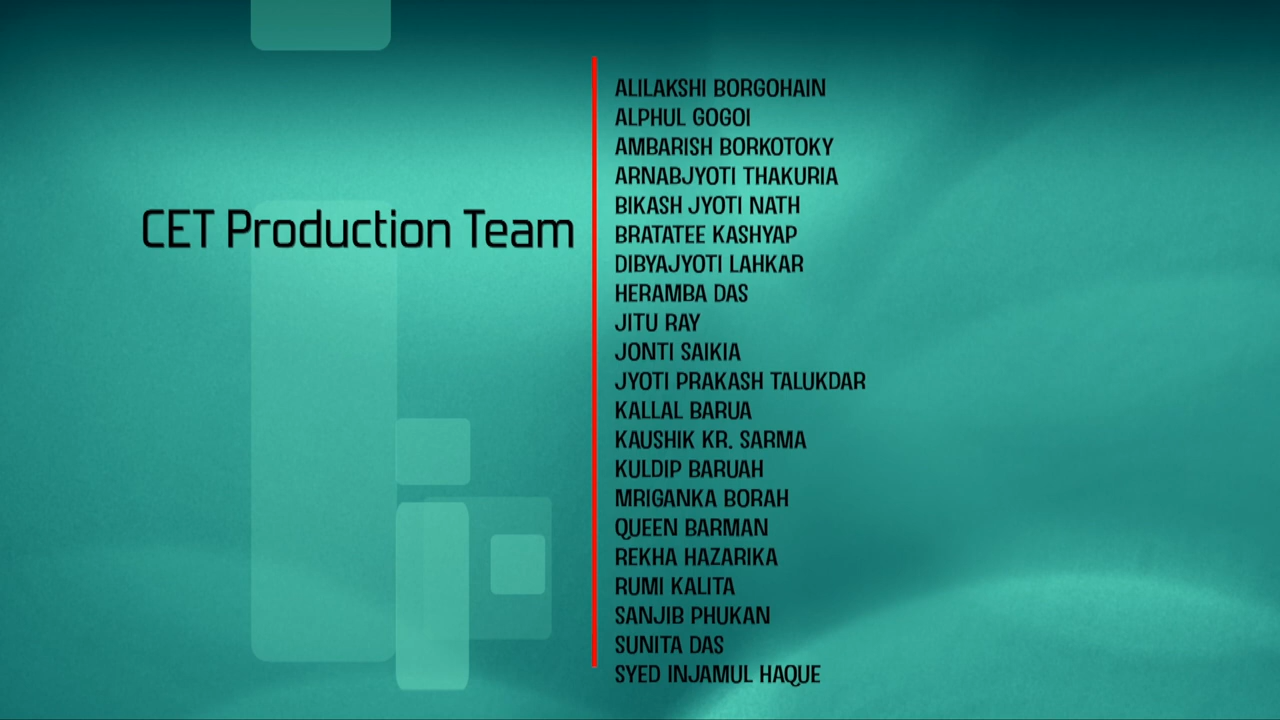 CET Production Team
ALILAKSHI BORGOHAIN
ALPHUL GOGOI
AMBARISH BORKOTOKY
ARNABJYOTI THAKURIA
BIKASH JYOTI NATH
BRATATEE KASHYAP
DIBYAJYOTI LAHKAR
HERAMBA DAS
JITU RAY
JONTI SAIKIA
JYOTI PRAKASH TALUKDAR
KALLAL BARUA
KAUSHIK KR. SARMA
KULDIP BARUAH
MRIGANKA BORAH
QUEEN BARMAN
REKHA HAZARIKA
RUMI KALITA
SANJIB PHUKAN
SUNITA DAS
SYED INJAMUL HAQUE